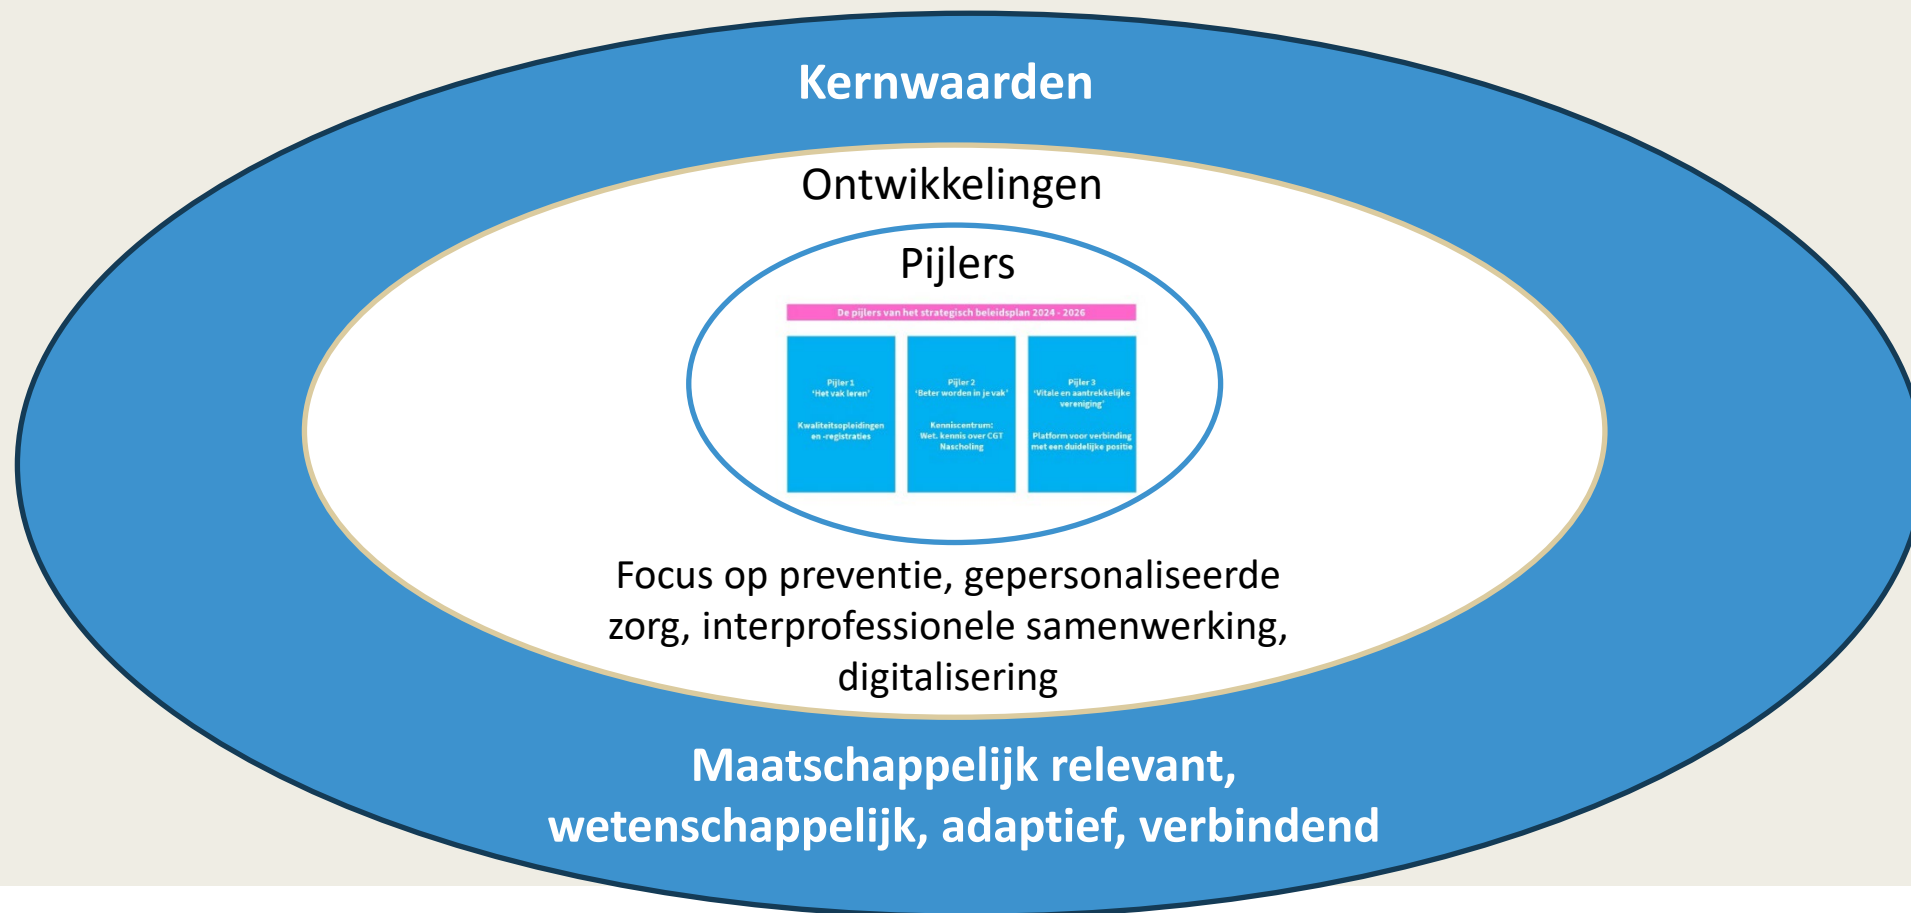 Kernwaarden
Ontwikkelingen
Pijlers
De pijlers van het strategisch beleidsplan 2024 - 2026
Pijler 1
‘Het vak leren’
Kwaliteitsopleidingen
en -registraties
Pijler 2
‘Beter worden in je vak’
Kenniscentrum:
Wet. kennis over CGT
Nascholing
Pijler 3
‘Vitale en aantrekkelijke
vereniging’
Platform voor verbinding
met een duidelijke positie
Focus op preventie, gepersonaliseerde
zorg, interprofessionele samenwerking,
digitalisering
Maatschappelijk relevant,
wetenschappelijk, adaptief, verbindend